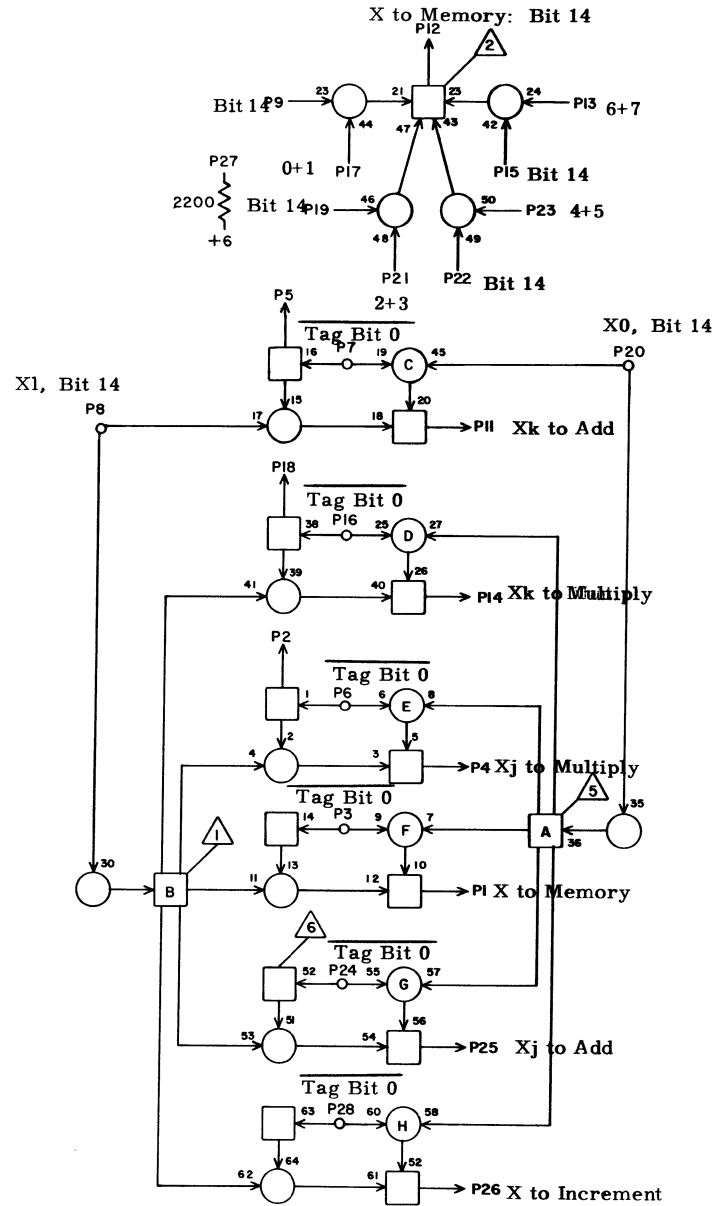 X to Memory: Bit 14
P12
2
23 21 23 24
Bit 14 P9 P13 6+7
44 47 43 42
P27 0+1 P17 P15 Bit 14
2200 Bit 14 P19 46 50 P23 4+5
+6 48 49
P21 P22 Bit 14
2+3
P5
Tag Bit 0 X0, Bit 14
16 P7 19 C 45 P20
X1, Bit 14
P8 15 20
17 18 P11 Xk to Add
P18
Tag Bit 0
38 P16 25 D 27
39 26
41 40 P14 Xk to Multiply
P2
Tag Bit 0
1 P6 6 E 8
2 5
4 3 P4 Xj to Multiply
Tag Bit 0 5
14 P3 9 F 7 A 36 35
1
30 13 10
B 11 12 P1 X to Memory
6
Tag Bit 0
52 P24 55 G 57
51 56
53 54 P25 Xj to Add
Tag Bit 0
63 P28 60 H 58
64 52
62 61 P26 X to Increment